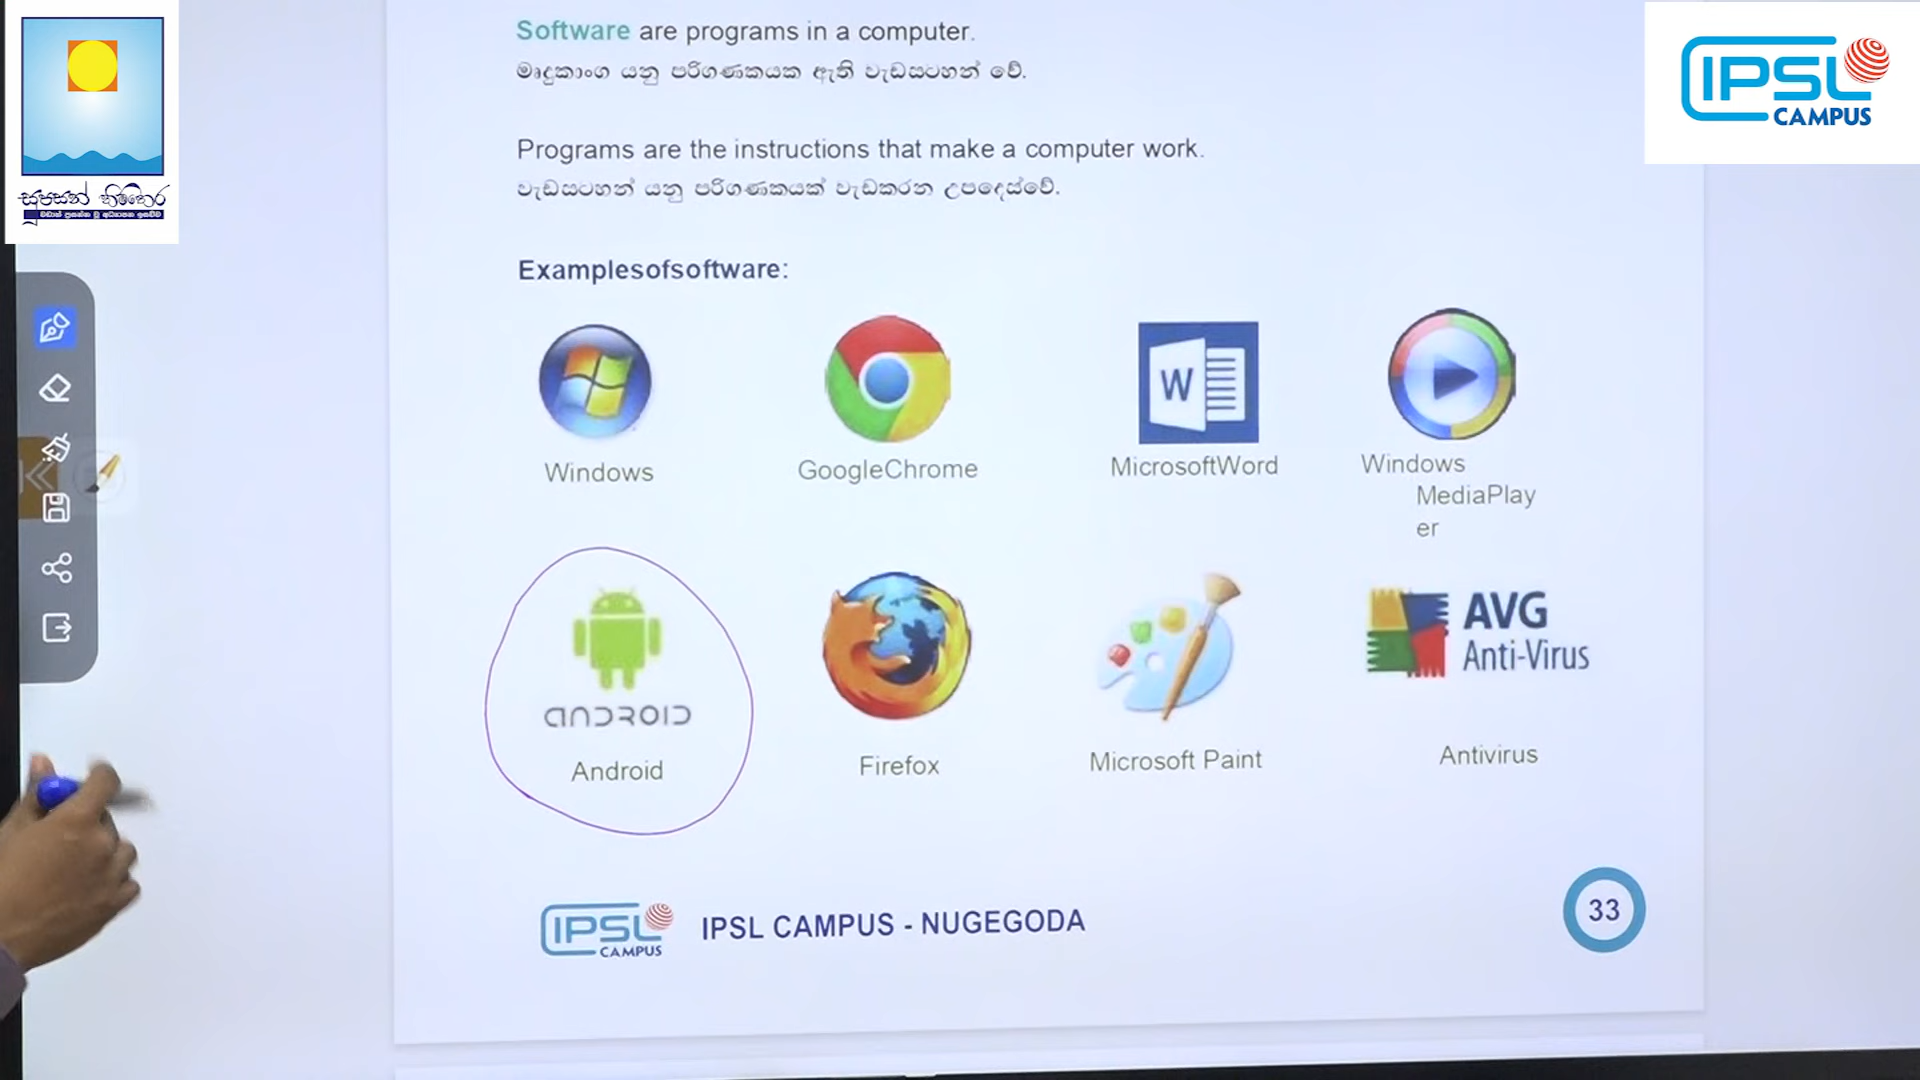 Software are programs in a computer.
මෘදුකාංග යනු පරිගණකයක ඇති වැඩසටහන් වේ.
Programs are the instructions that make a computer work.
වැඩසටහන් යනු පරිගණකයක් වැඩකරන උපදෙස්වේ.
Examplesofsoftware:
Windows
GoogleChrome
W
MicrosoftWord
Windows
MediaPlay
er
ANDROID
Android
Firefox
Microsoft Paint
AVG
Anti-Virus
Antivirus
IPSL
CAMPUS
IPSL CAMPUS - NUGEGODA
33
IPSL
CAMPUS